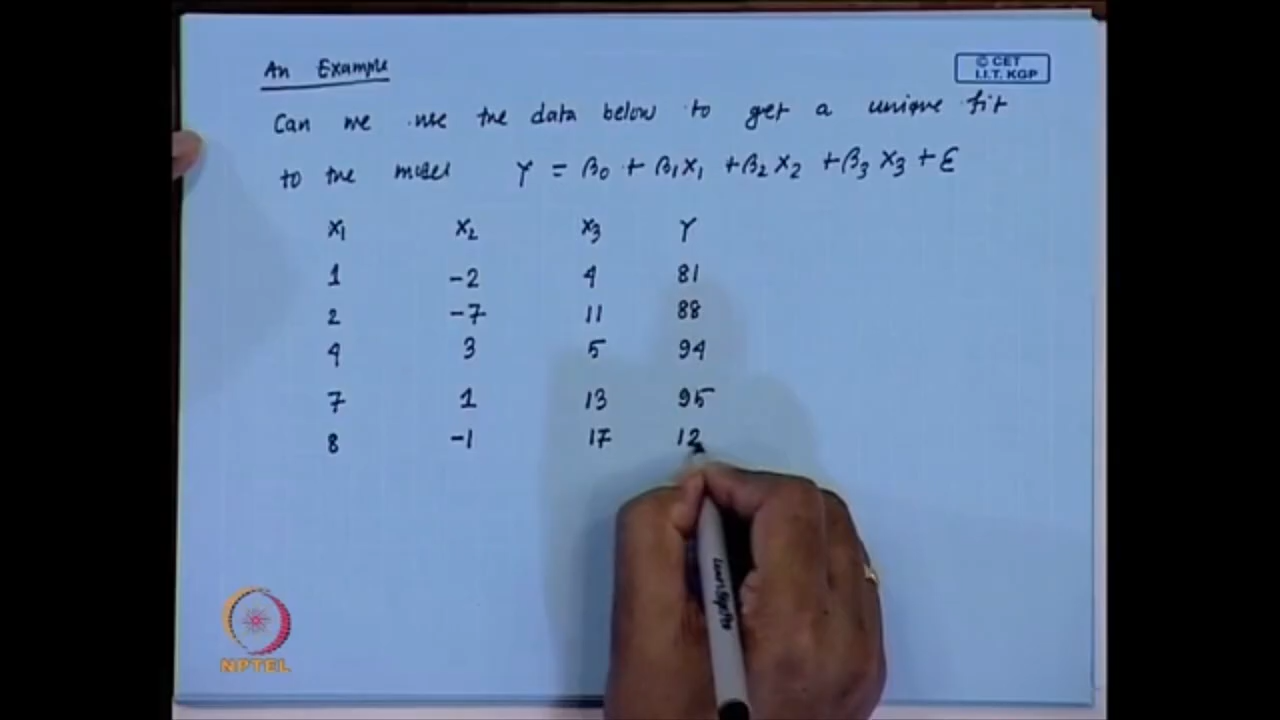 An Example
© CET
I.I.T. KGP
Can we use the data below to get a unique fit
to the model Y = β0 + β1X1 + β2X2 + β3X3 + ε
X1 X2 X3 Y
1 -2 4 81
2 -7 11 88
4 3 5 94
7 1 13 95
8 -1 17 12
NPTEL